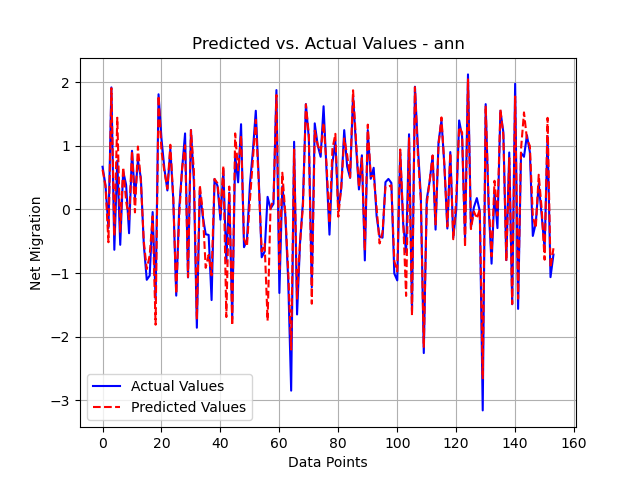 Predicted vs. Actual Values - ann
Net Migration
2
1
0
−1
−2
−3
Actual Values
Predicted Values
0 20 40 60 80 100 120 140 160
Data Points